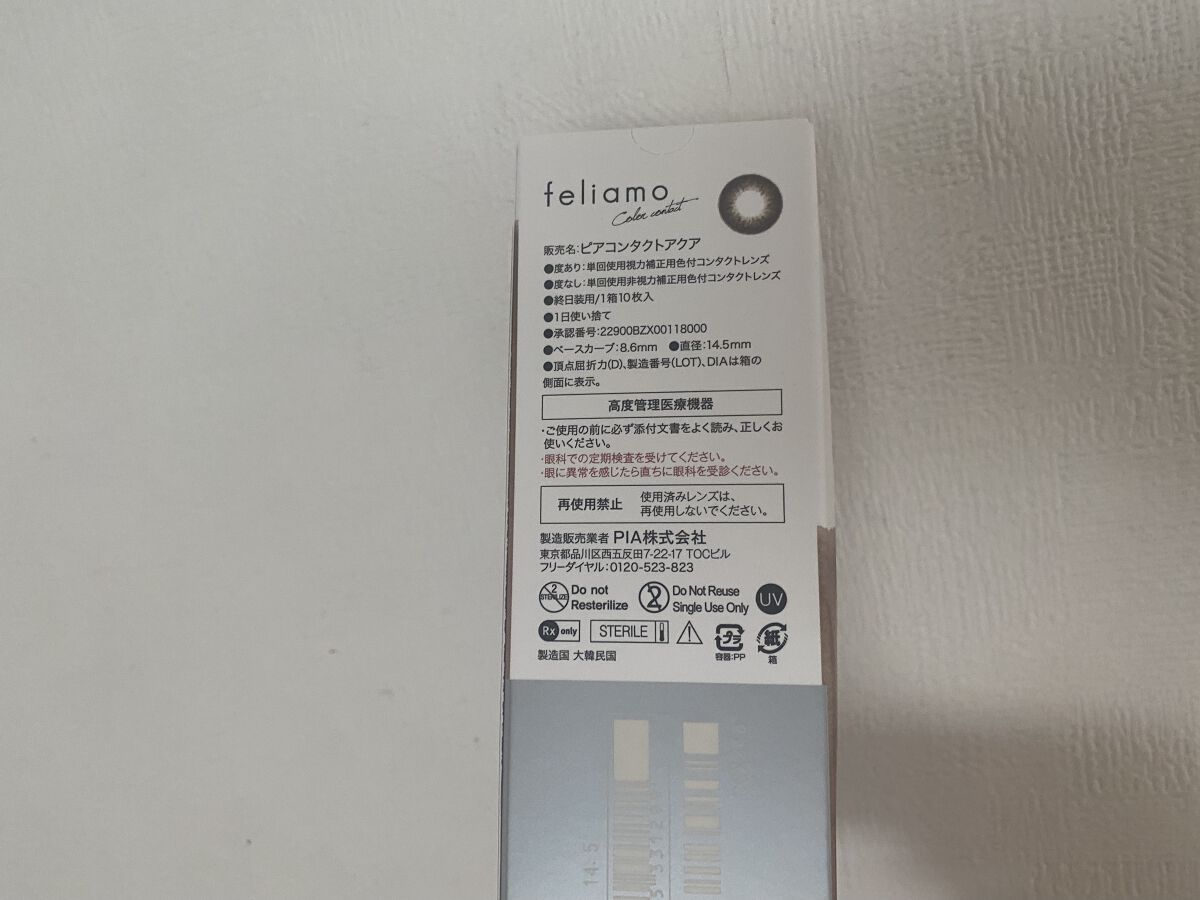 feliamo
Color contact
販売名:ピアコンタクトアクア
●度あり:単回使用視力補正用色付コンタクトレンズ
●度なし:単回使用非視力補正用色付コンタクトレンズ
●終日装用/1箱10枚入
●1日使い捨て
●承認番号:22900BZX00118000
●ベースカーブ:8.6mm ●直径:14.5mm
●頂点屈折力(D)、製造番号(LOT)、DIAは箱の
側面に表示。
高度管理医療機器
・ご使用の前に必ず添付文書をよく読み、正しくお
使いください。
・眼科での定期検査を受けてください。
・眼に異常を感じたら直ちに眼科を受診ください。
再使用禁止
使用済みレンズは、
再使用しないでください。
製造販売業者 PIA株式会社
東京都品川区西五反田7-22-17 TOCビル
フリーダイヤル:0120-523-823
2
STERILIZE
Do not
Resterilize
2
Do Not Reuse
Single Use Only
UV
Rx only
STERILE
プラ
容器:PP
紙
箱
製造国 大韓民国
14.5